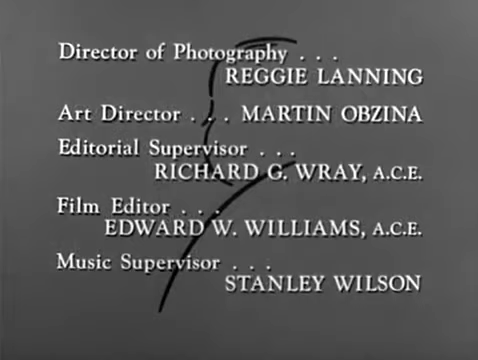 Director of Photography . . .
REGGIE LANNING
Art Director . . . MARTIN OBZINA
Editorial Supervisor . . .
RICHARD G. WRAY, A.C.E.
Film Editor . . .
EDWARD W. WILLIAMS, A.C.E.
Music Supervisor . . .
STANLEY WILSON